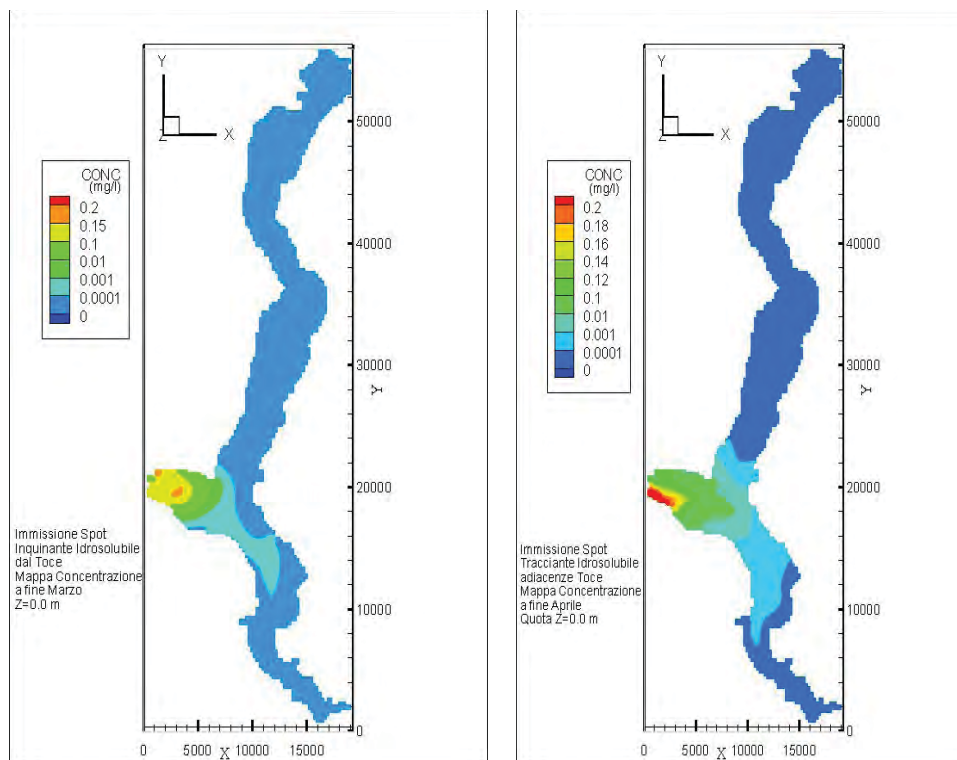 Y
Z
X
CONC
(mg/l)
0.2
0.15
0.1
0.01
0.001
0.0001
0
50000
40000
30000
20000
10000
0
Y
Immissione Spot
Inquinante Idrosolubile
dal Toce
Mappa Concentrazione
a fine Marzo
Z=0.0 m
0
5000
X
10000
15000
Y
Z
X
CONC
(mg/l)
0.2
0.18
0.16
0.14
0.12
0.1
0.01
0.001
0.0001
0
50000
40000
30000
20000
10000
0
Y
Immissione Spot
Tracciante Idrosolubile
adiacenze Toce
Mappa Concentrazione
a fine Aprile
Quota Z=0.0 m
0
5000
X
10000
15000